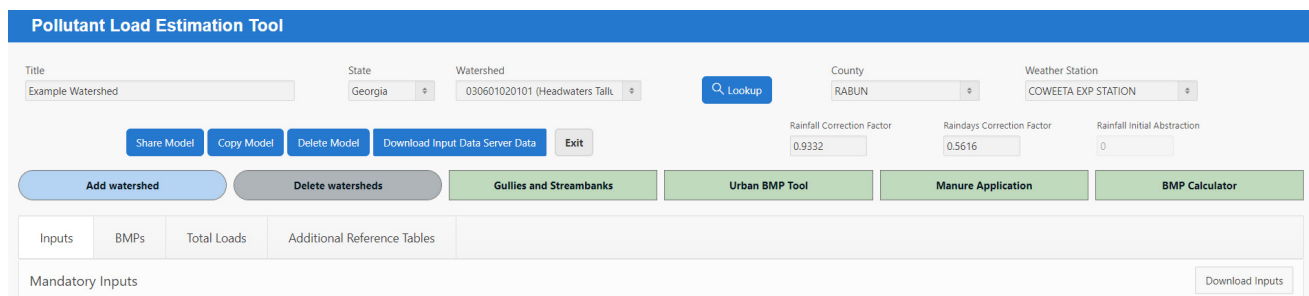 Pollutant Load Estimation Tool
Title
State
Watershed
County
Weather Station
Example Watershed
Georgia
030601020101 (Headwaters Tallu
Lookup
RABUN
COWEETA EXP STATION
Rainfall Correction Factor
Raindays Correction Factor
Rainfall Initial Abstraction
Share Model
Copy Model
Delete Model
Download Input Data Server Data
Exit
0.9332
0.5616
0
Add watershed
Delete watersheds
Gullies and Streambanks
Urban BMP Tool
Manure Application
BMP Calculator
Inputs
BMPs
Total Loads
Additional Reference Tables
Mandatory Inputs
Download Inputs